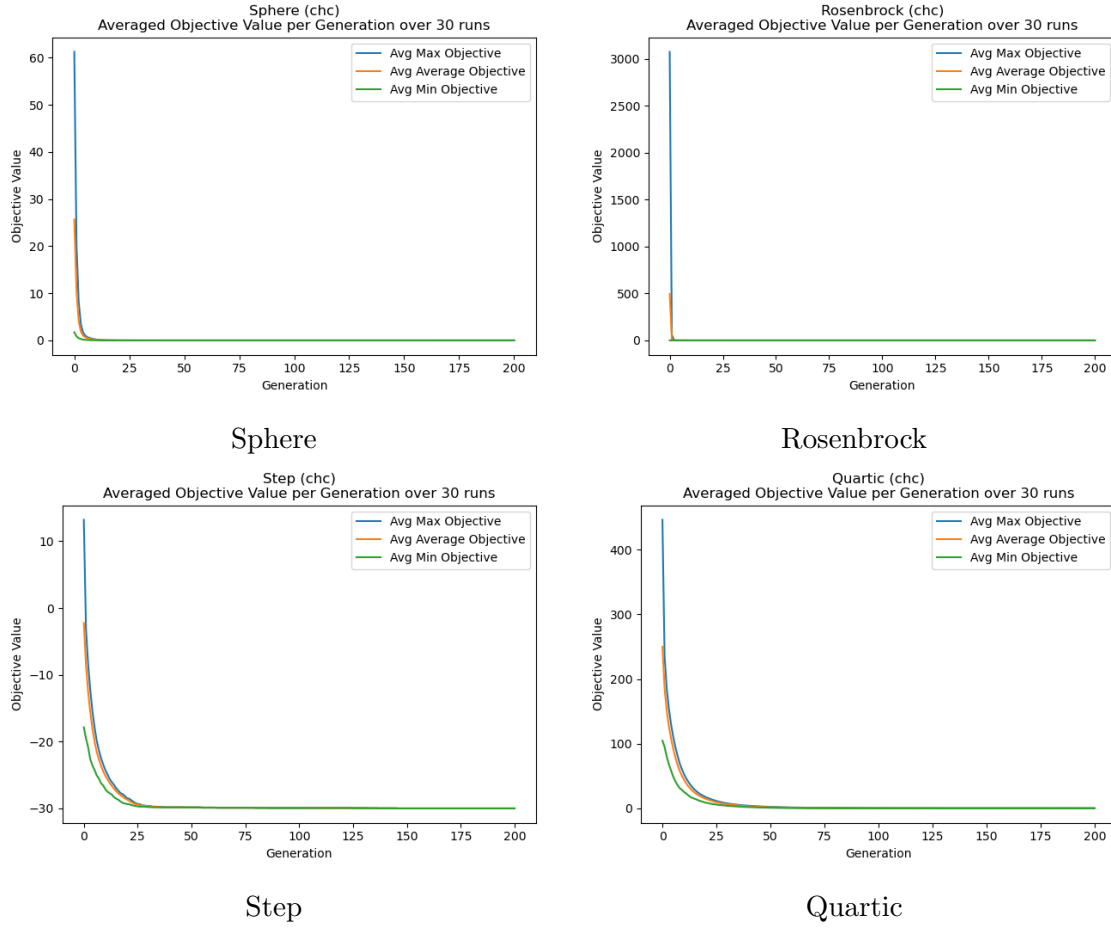 Sphere (chc)
Averaged Objective Value per Generation over 30 runs
Avg Max Objective
Avg Average Objective
Avg Min Objective
Objective Value
60
50
40
30
20
10
0
0 25 50 75 100 125 150 175 200
Generation
Sphere
Rosenbrock (chc)
Averaged Objective Value per Generation over 30 runs
Avg Max Objective
Avg Average Objective
Avg Min Objective
Objective Value
3000
2500
2000
1500
1000
500
0
0 25 50 75 100 125 150 175 200
Generation
Rosenbrock
Step (chc)
Averaged Objective Value per Generation over 30 runs
Avg Max Objective
Avg Average Objective
Avg Min Objective
Objective Value
10
0
−10
−20
−30
0 25 50 75 100 125 150 175 200
Generation
Step
Quartic (chc)
Averaged Objective Value per Generation over 30 runs
Avg Max Objective
Avg Average Objective
Avg Min Objective
Objective Value
400
300
200
100
0
0 25 50 75 100 125 150 175 200
Generation
Quartic